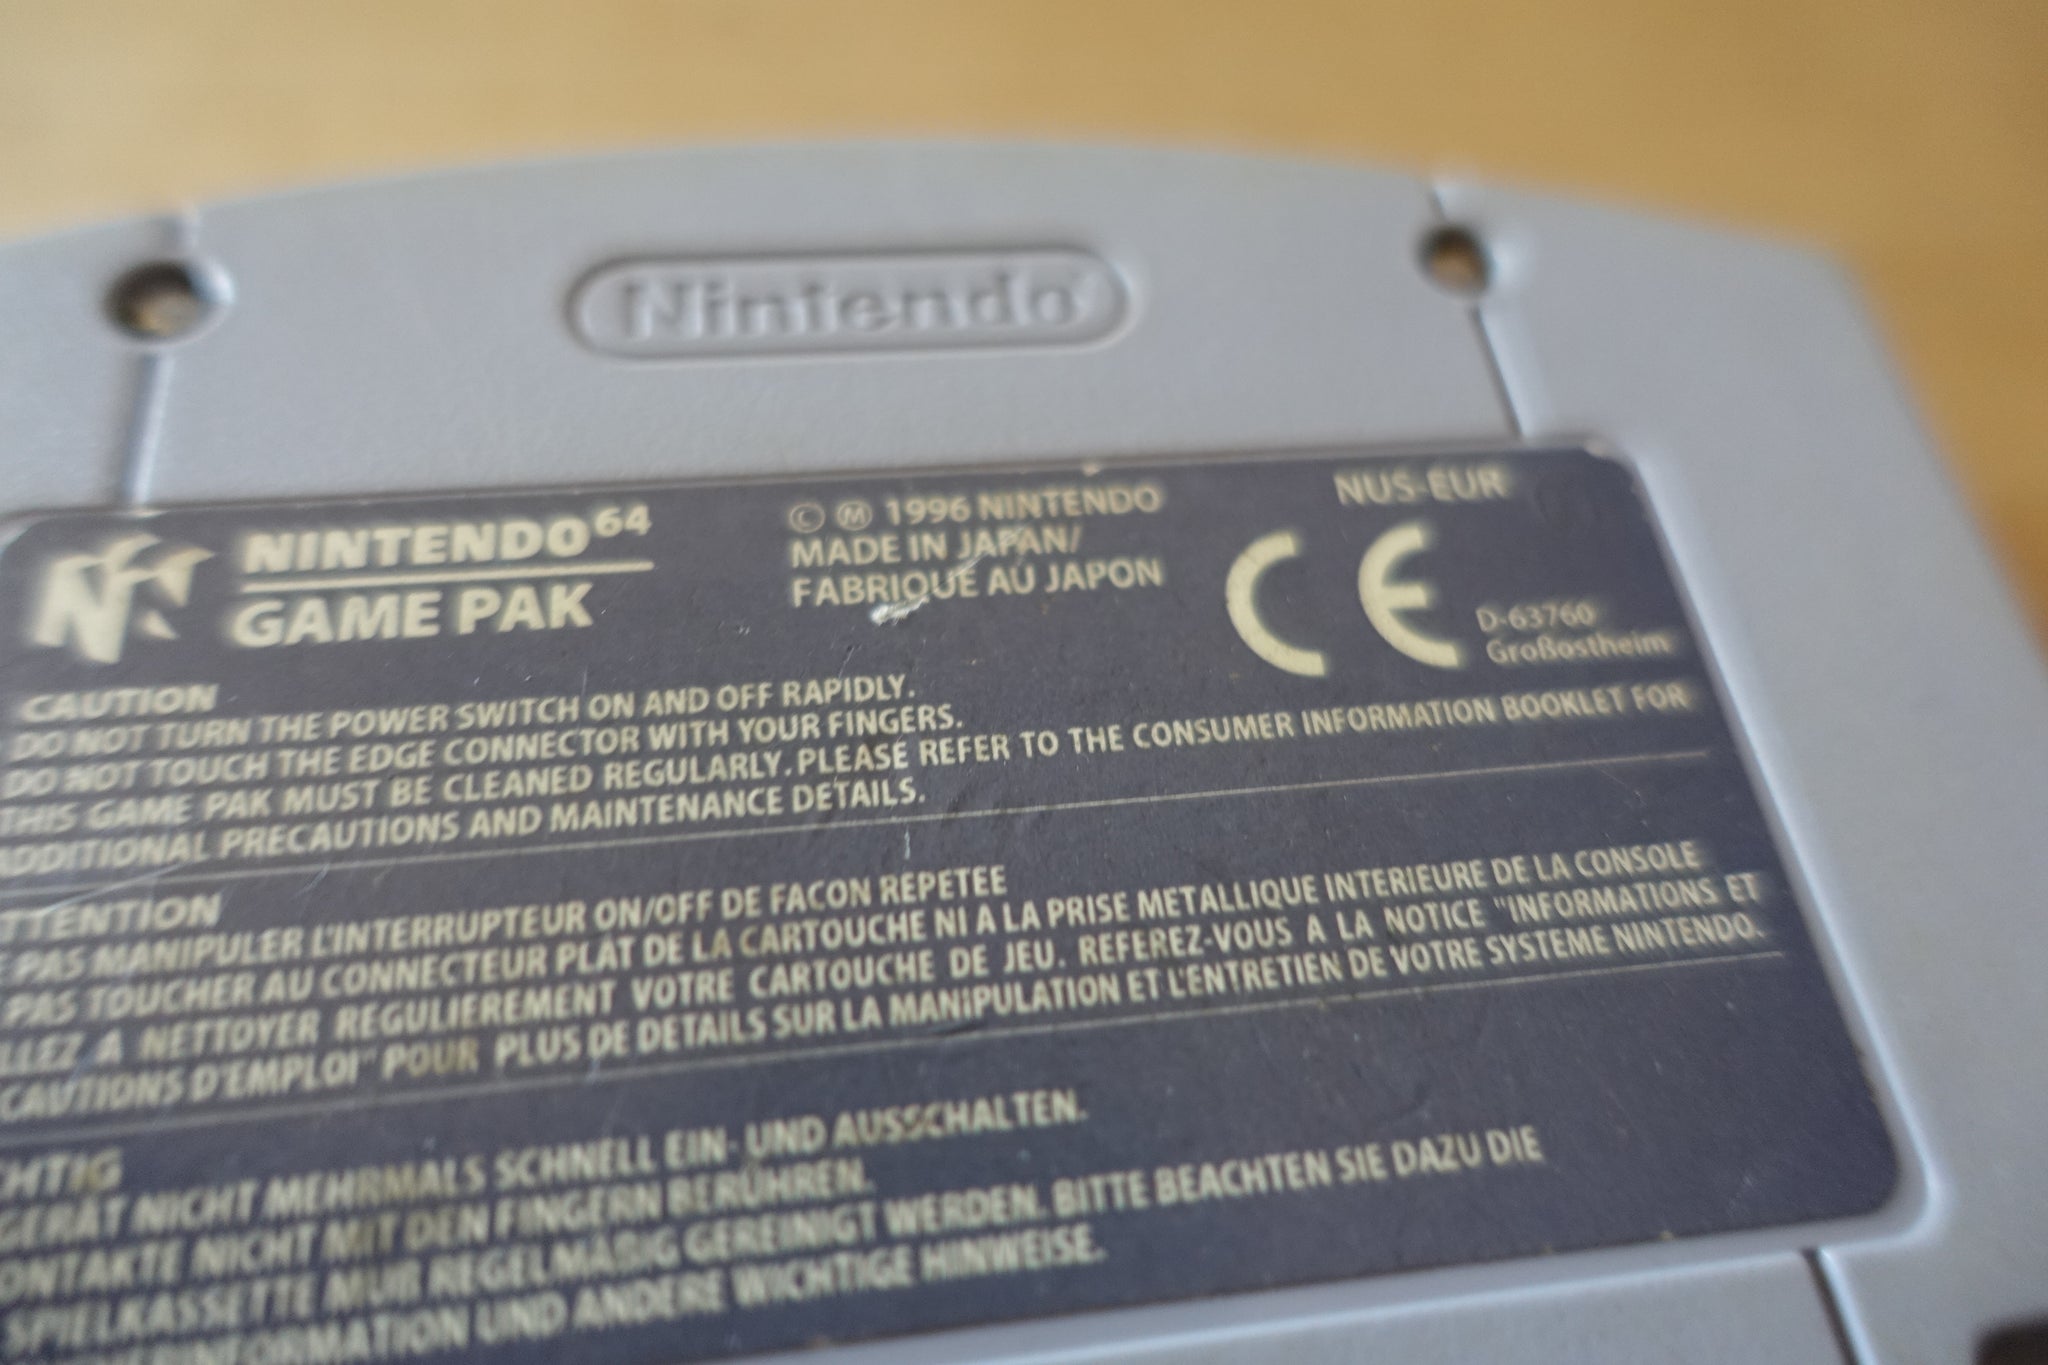 Nintendo
NINTENDO64
GAME PAK
© Ⓜ 1996 NINTENDO
MADE IN JAPAN/
FABRIQUE AU JAPON
NUS-EUR
CE
D-63760
Großostheim
CAUTION
DO NOT TURN THE POWER SWITCH ON AND OFF RAPIDLY.
DO NOT TOUCH THE EDGE CONNECTOR WITH YOUR FINGERS.
THIS GAME PAK MUST BE CLEANED REGULARLY. PLEASE REFER TO THE CONSUMER INFORMATION BOOKLET FOR
ADDITIONAL PRECAUTIONS AND MAINTENANCE DETAILS.
TTENTION
PAS MANIPULER L'INTERRUPTEUR ON/OFF DE FACON REPETEE
PAS TOUCHER AU CONNECTEUR PLAT DE LA CARTOUCHE NI A LA PRISE METALLIQUE INTERIEURE DE LA CONSOLE
LLEZ A NETTOYER REGULIEREMENT VOTRE CARTOUCHE DE JEU. REFEREZ-VOUS A LA NOTICE "INFORMATIONS ET
CAUTIONS D'EMPLOI" POUR PLUS DE DETAILS SUR LA MANIPULATION ET L'ENTRETIEN DE VOTRE SYSTEME NINTENDO.
CHTIG
GERÄT NICHT MEHRMALS SCHNELL EIN- UND AUSSCHALTEN.
ONTAKTE NICHT MIT DEN FINGERN BERÜHREN.
SPIELKASSETTE MUß REGELMÄßIG GEREINIGT WERDEN. BITTE BEACHTEN SIE DAZU DIE
INFORMATION UND ANDERE WICHTIGE HINWEISE.